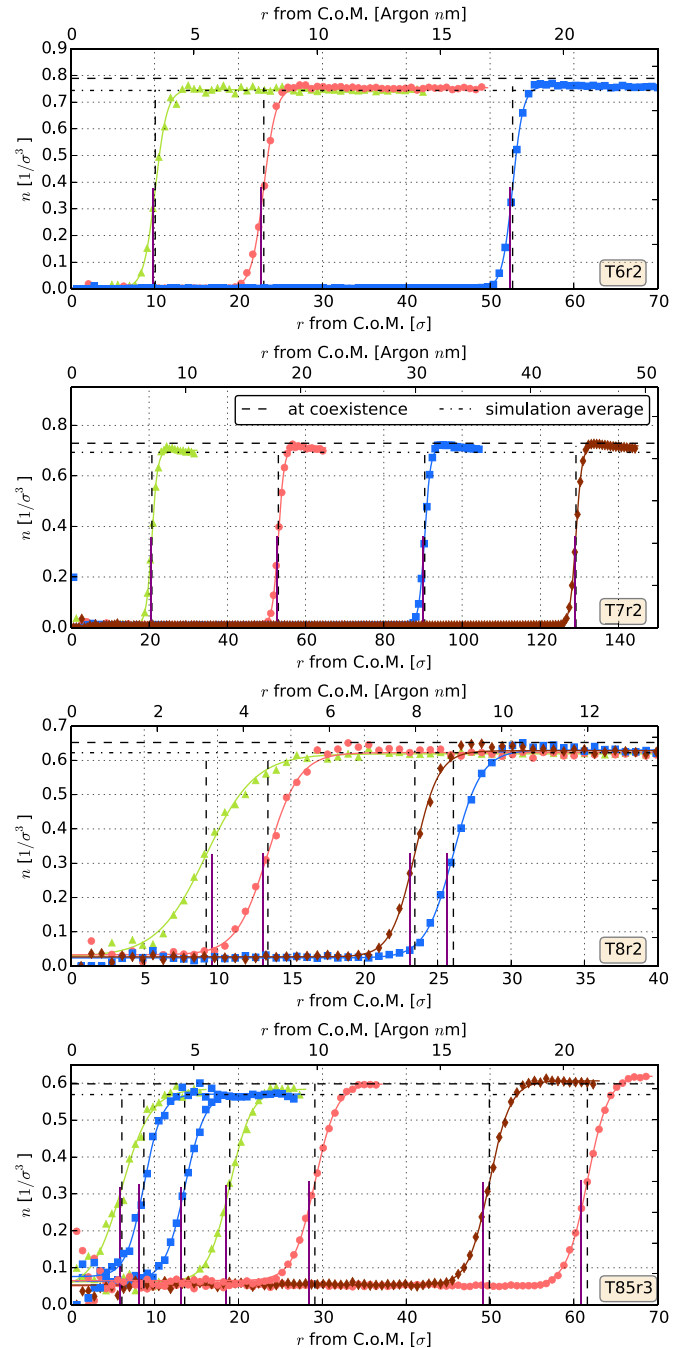 r from C.o.M. [Argon nm]
0 5 10 15 20
0.9
0.8
0.7
0.6
0.5
0.4
0.3
0.2
0.1
0.0
n [1/σ³]
T6r2
0 10 20 30 40 50 60 70
r from C.o.M. [σ]
r from C.o.M. [Argon nm]
0 10 20 30 40 50
at coexistence simulation average
0.8
0.6
0.4
0.2
0.0
n [1/σ³]
T7r2
0 20 40 60 80 100 120 140
r from C.o.M. [σ]
r from C.o.M. [Argon nm]
0 2 4 6 8 10 12
0.7
0.6
0.5
0.4
0.3
0.2
0.1
0.0
n [1/σ³]
T8r2
0 5 10 15 20 25 30 35 40
r from C.o.M. [σ]
r from C.o.M. [Argon nm]
0 5 10 15 20
0.6
0.5
0.4
0.3
0.2
0.1
0.0
n [1/σ³]
T85r3
0 10 20 30 40 50 60 70
r from C.o.M. [σ]